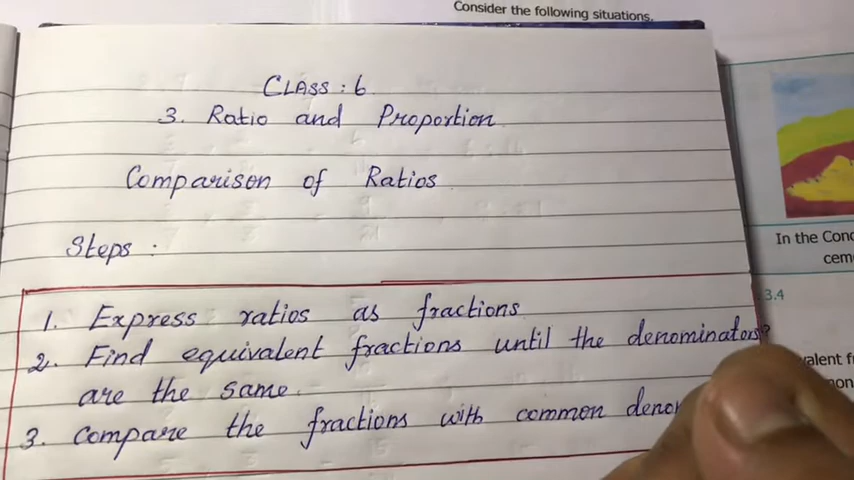 Consider the following situations.
CLASS : 6
3. Ratio and Proportion
Comparison of Ratios
Steps :
1. Express ratios as fractions
2. Find equivalent fractions until the denominators
are the same.
3. Compare the fractions with common
In the
cem
3.4